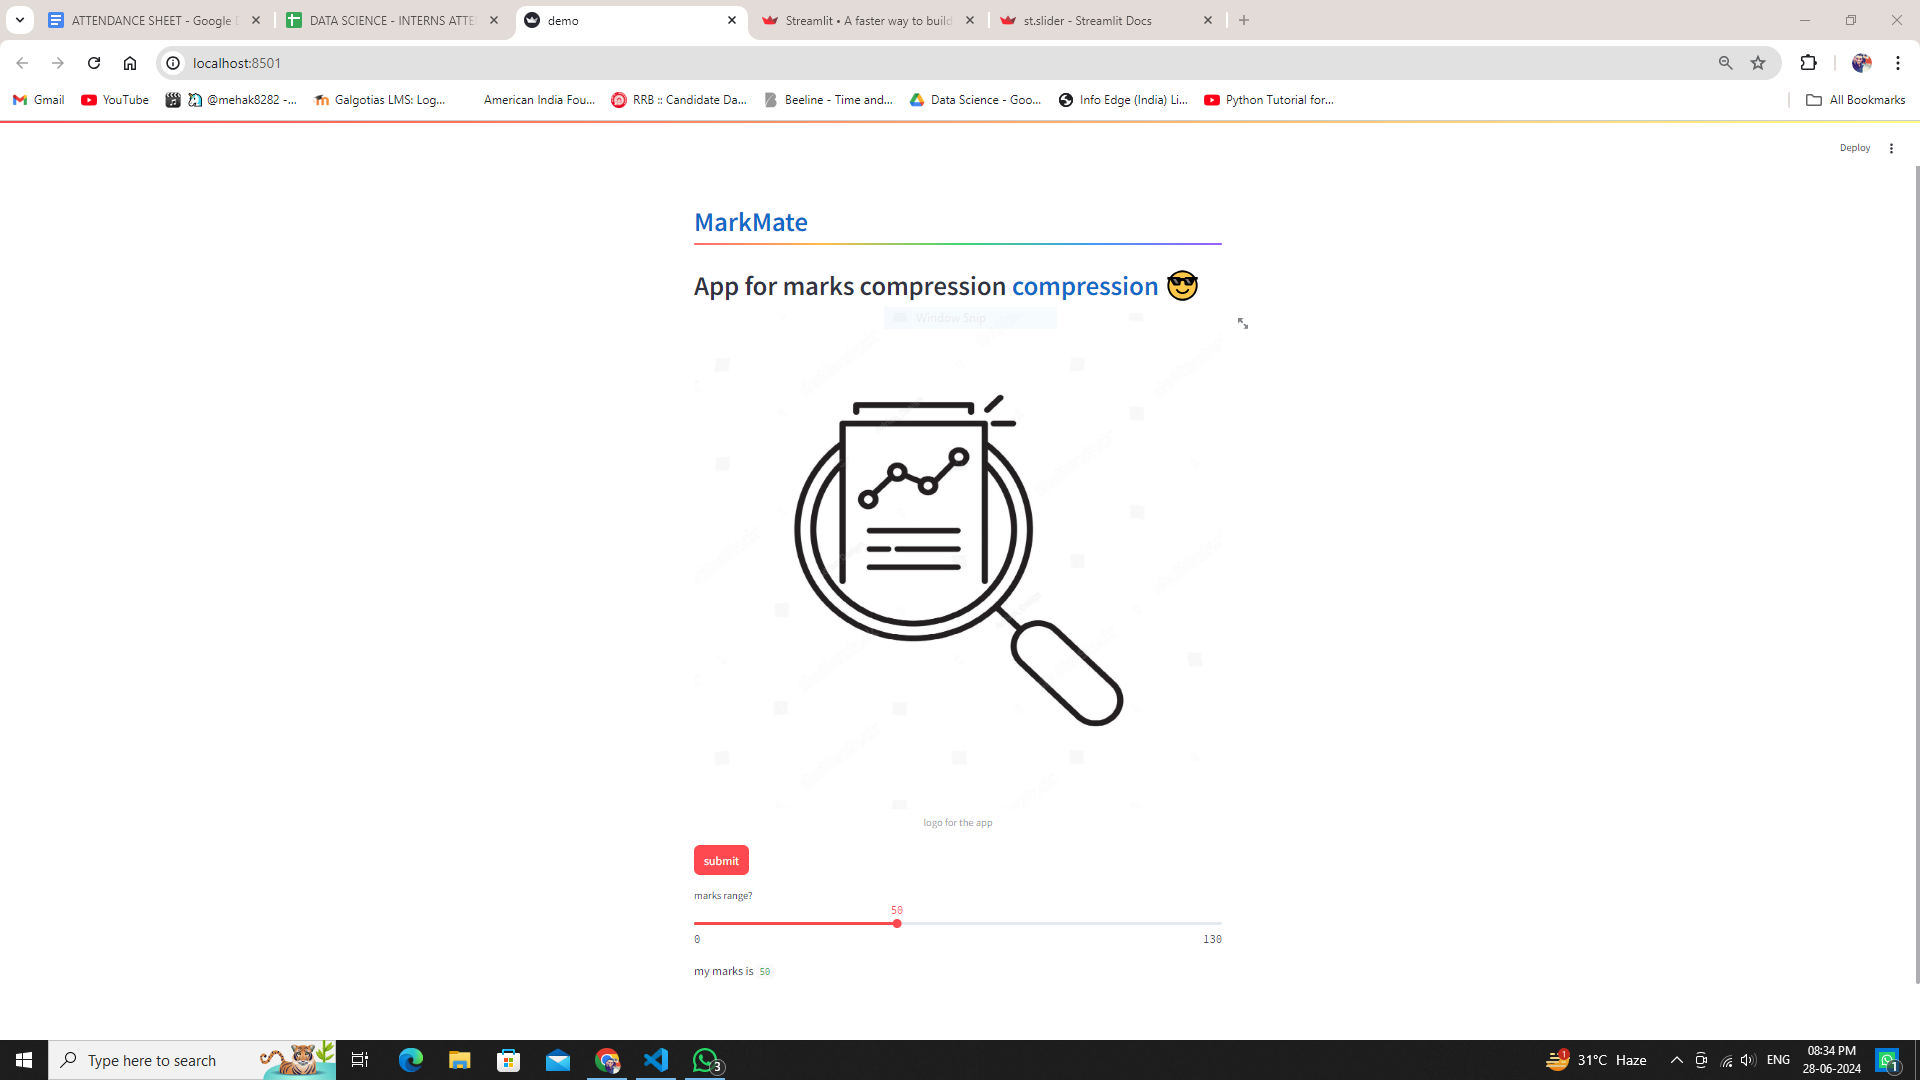 ATTENDANCE SHEET - Google D
DATA SCIENCE - INTERNS ATTE
demo
Streamlit • A faster way to build
st.slider - Streamlit Docs
localhost:8501
Gmail
YouTube
@mehak8282 -...
Galgotias LMS: Log...
American India Fou...
RRB :: Candidate Da...
Beeline - Time and...
Data Science - Goo...
Info Edge (India) Li...
Python Tutorial for...
All Bookmarks
Deploy
MarkMate
App for marks compression compression 😎
Window Snip
logo for the app
submit
marks range?
50
0
130
my marks is 50
Type here to search
3
1
31°C Haze
ENG
08:34 PM
28-06-2024
1